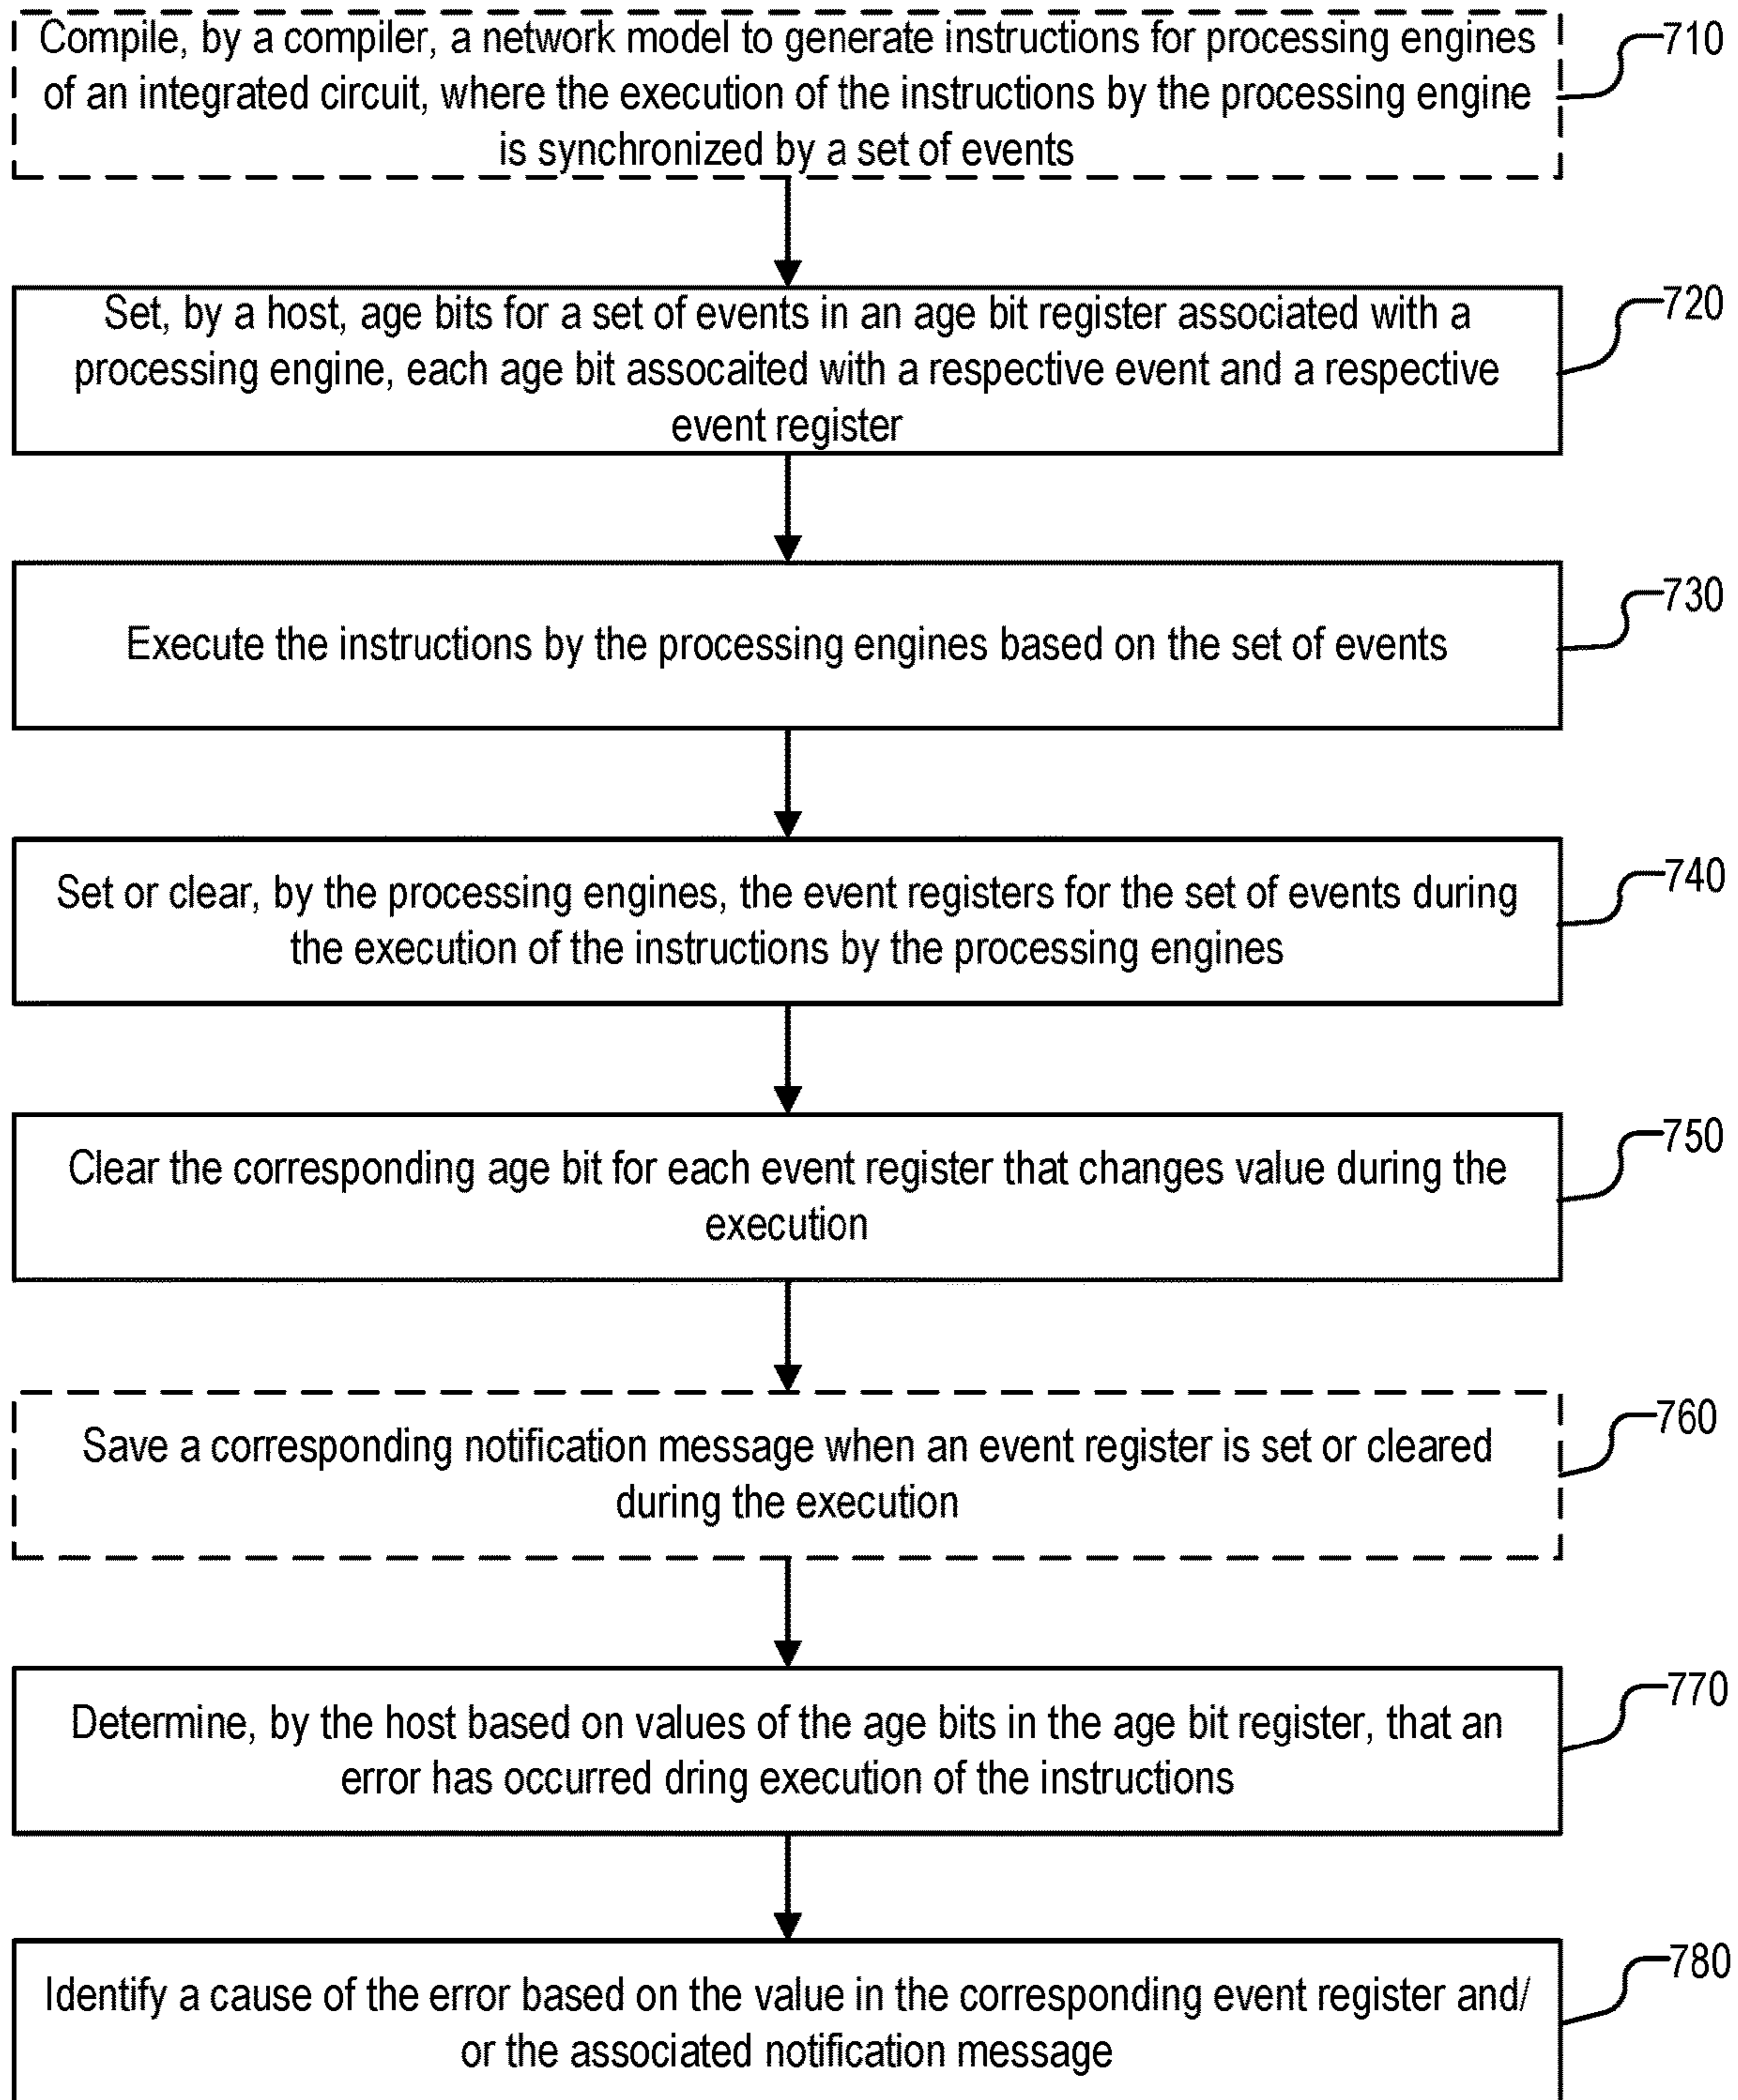 Compile, by a compiler, a network model to generate instructions for processing engines
of an integrated circuit, where the execution of the instructions by the processing engine
is synchronized by a set of events
710
Set, by a host, age bits for a set of events in an age bit register associated with a
processing engine, each age bit assocaited with a respective event and a respective
event register
720
Execute the instructions by the processing engines based on the set of events
730
Set or clear, by the processing engines, the event registers for the set of events during
the execution of the instructions by the processing engines
740
Clear the corresponding age bit for each event register that changes value during the
execution
750
Save a corresponding notification message when an event register is set or cleared
during the execution
760
Determine, by the host based on values of the age bits in the age bit register, that an
error has occurred dring execution of the instructions
770
Identify a cause of the error based on the value in the corresponding event register and/
or the associated notification message
780